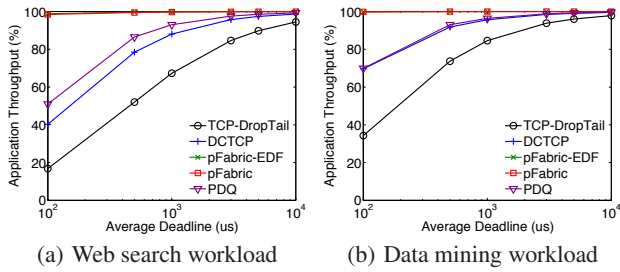 100
80
60
40
20
0
Application Throughput (%)
TCP-DropTail
DCTCP
pFabric-EDF
pFabric
PDQ
10^2
10^3
10^4
Average Deadline (us)
(a) Web search workload
100
80
60
40
20
0
Application Throughput (%)
TCP-DropTail
DCTCP
pFabric-EDF
pFabric
PDQ
10^2
10^3
10^4
Average Deadline (us)
(b) Data mining workload